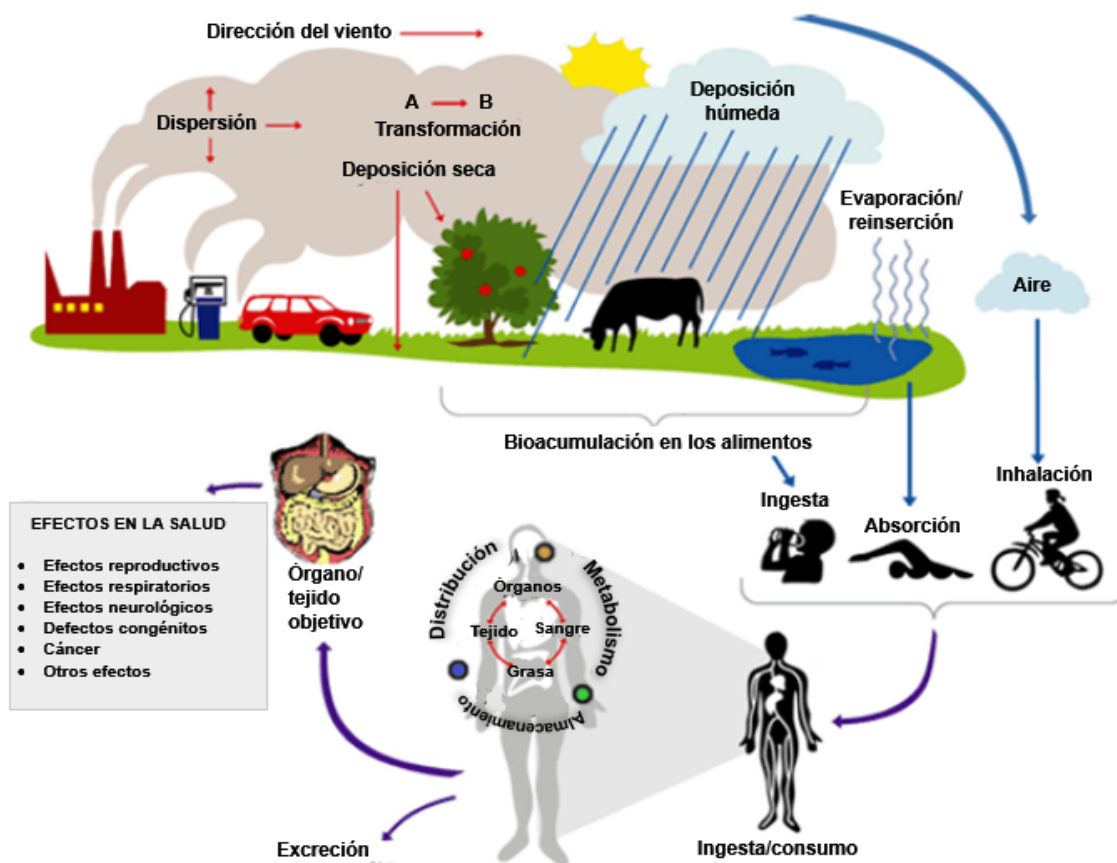 Dirección del viento
Dispersión
A B
Transformación
Deposición seca
Deposición
húmeda
Evaporación/
reinserción
Aire
Bioacumulación en los alimentos
Ingesta
Absorción
Inhalación
EFECTOS EN LA SALUD
• Efectos reproductivos
• Efectos respiratorios
• Efectos neurológicos
• Defectos congénitos
• Cáncer
• Otros efectos
Órgano/
tejido
objetivo
Distribución
Metabolismo
Almacenamiento
Órganos
Tejido
Sangre
Grasa
Excreción
Ingesta/consumo